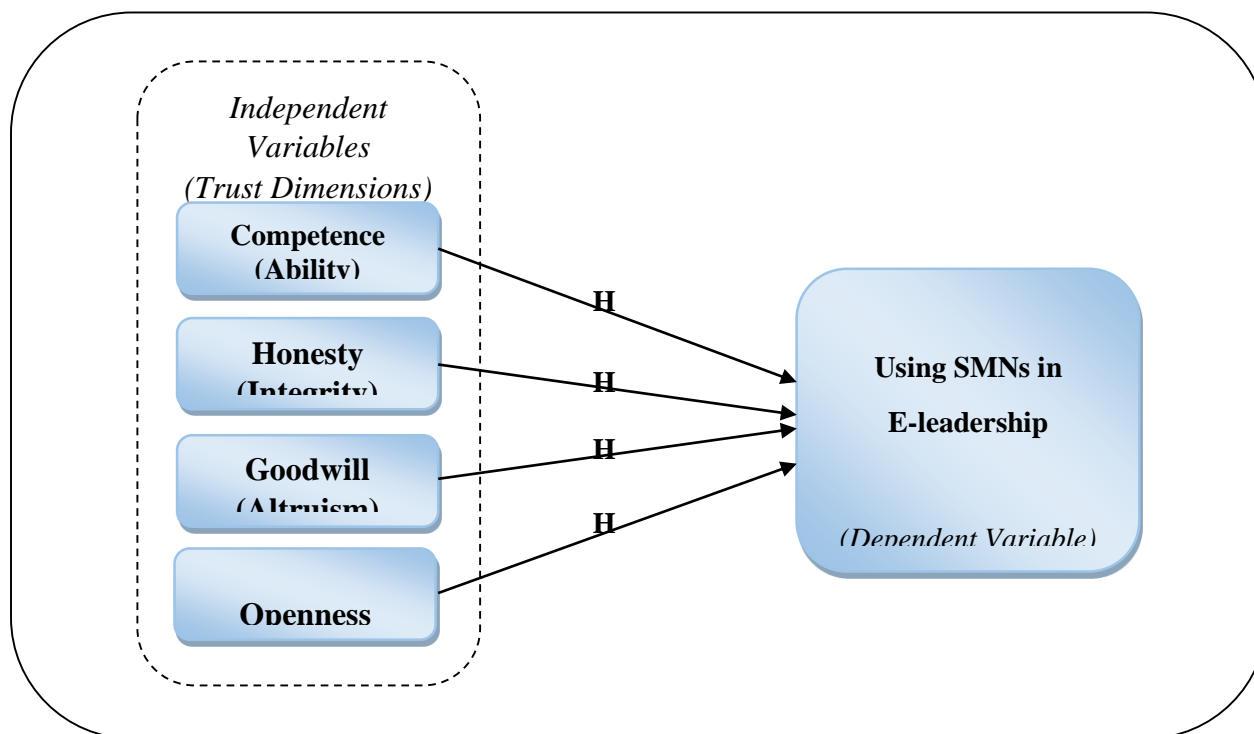 Independent
Variables
(Trust Dimensions)
Competence
(Ability)
H
Honesty
(Integrity)
H
Using SMNs in
E-leadership
Goodwill
(Altruism)
H
(Dependent Variable)
Openness
H